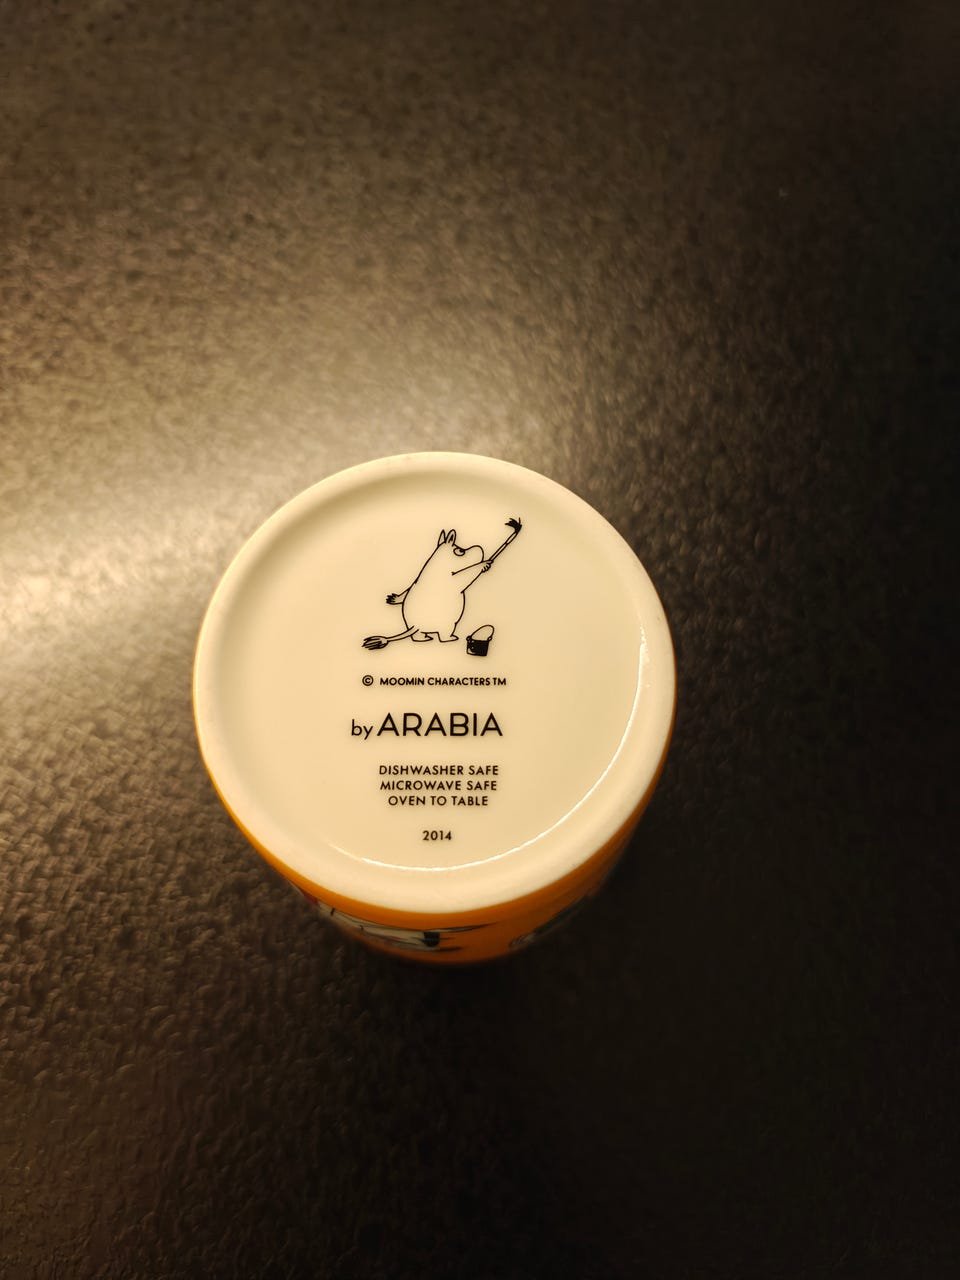 © MOOMIN CHARACTERS TM
by ARABIA
DISHWASHER SAFE
MICROWAVE SAFE
OVEN TO TABLE
2014